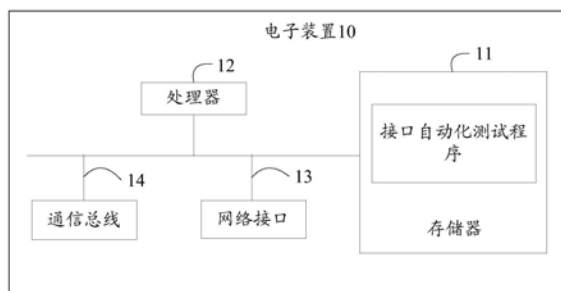 电子装置10
12
11
处理器
接口自动化测试程
序
14
13
通信总线
网络接口
存储器